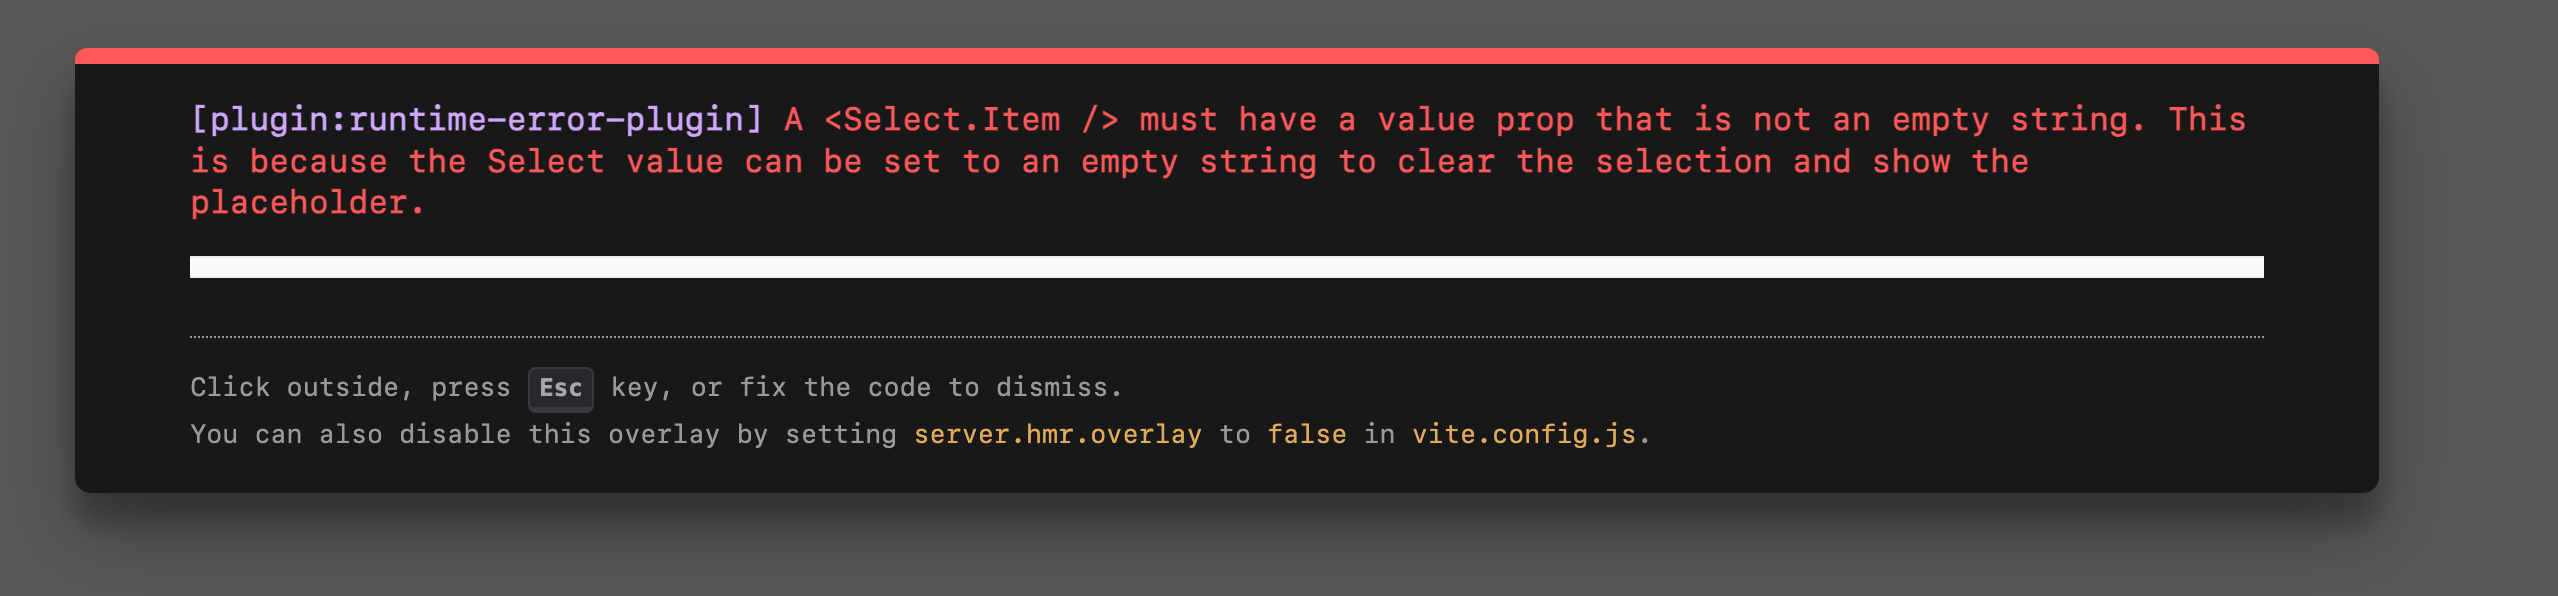 [plugin:runtime-error-plugin] A <Select.Item /> must have a value prop that is not an empty string. This
is because the Select value can be set to an empty string to clear the selection and show the
placeholder.
Click outside, press Esc key, or fix the code to dismiss.
You can also disable this overlay by setting server.hmr.overlay to false in vite.config.js.